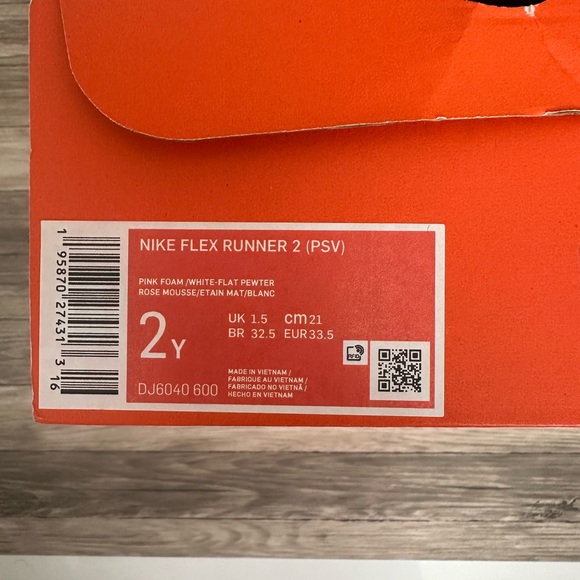 NIKE FLEX RUNNER 2 (PSV)
PINK FOAM /WHITE-FLAT PEWTER
ROSE MOUSSE/ETAIN MAT/BLANC
2Y
UK 1.5 cm 21
BR 32.5 EUR 33.5
RFID
DJ6040 600
MADE IN VIETNAM /
FABRIQUE AU VIETNAM /
FABRICADO NO VIETNÃ /
HECHO EN VIETNAM
1 95870 27431 3 16